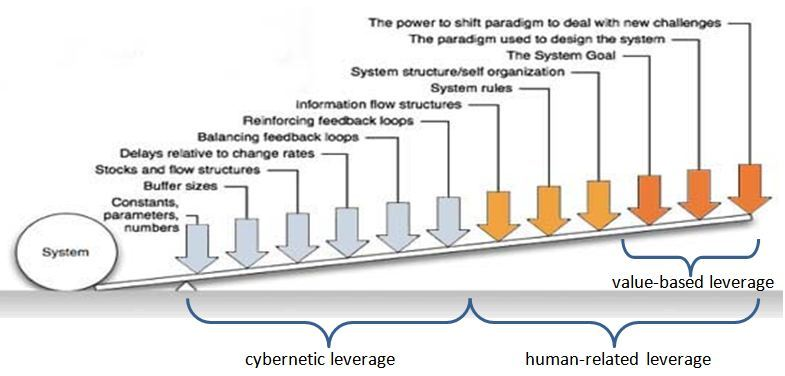 The power to shift paradigm to deal with new challenges
The paradigm used to design the system
The System Goal
System structure/self organization
System rules
Information flow structures
Reinforcing feedback loops
Balancing feedback loops
Delays relative to change rates
Stocks and flow structures
Buffer sizes
Constants,
parameters,
numbers
System
value-based leverage
cybernetic leverage
human-related leverage